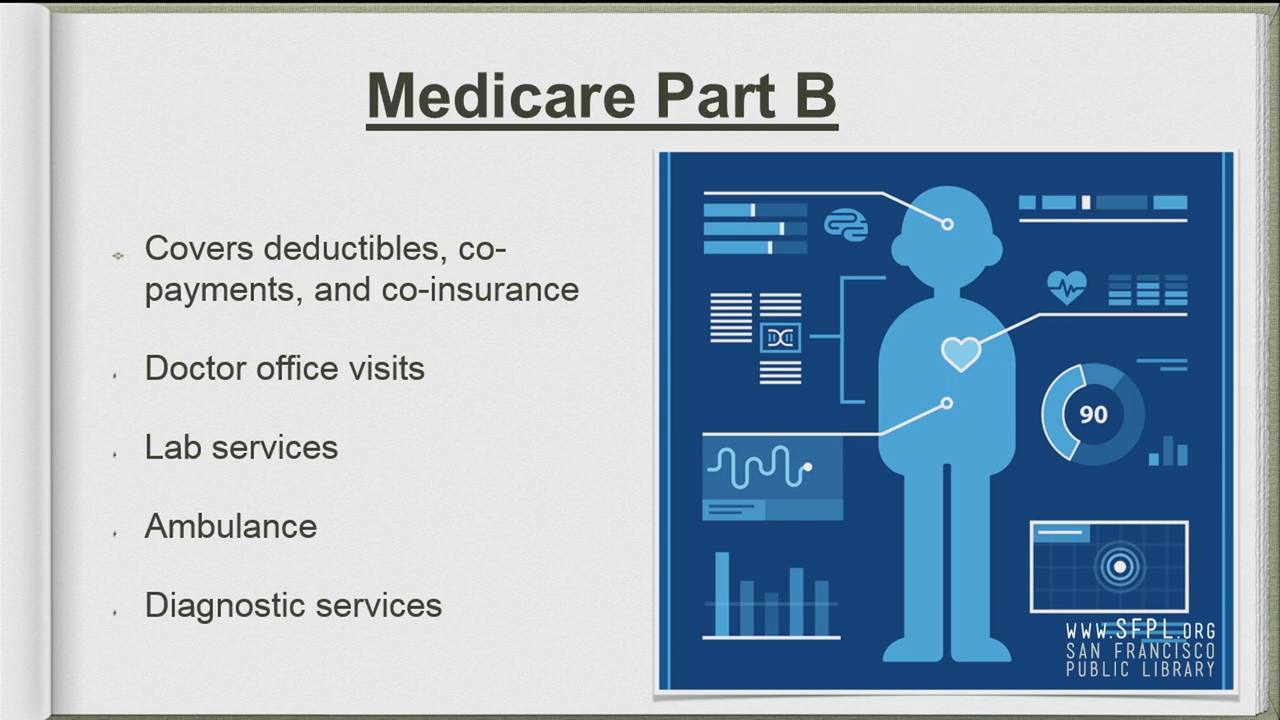 Medicare Part B
Covers deductibles, co-
payments, and co-insurance
Doctor office visits
Lab services
Ambulance
Diagnostic services
90
WWW.SFPL.ORG
SAN FRANCISCO
PUBLIC LIBRARY